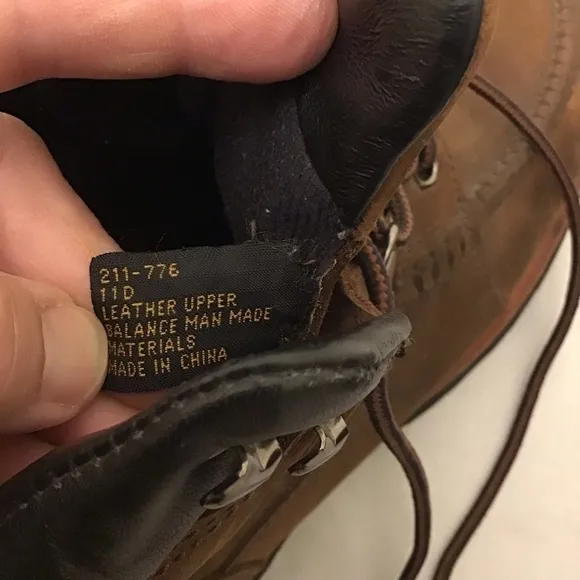 211-776
11D
LEATHER UPPER
BALANCE MAN MADE
MATERIALS
MADE IN CHINA